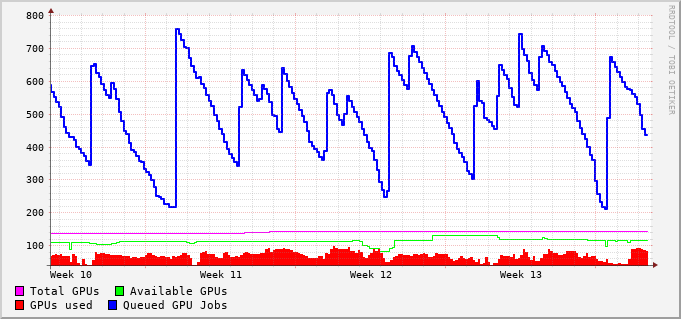 800
700
600
500
400
300
200
100
Week 10 Week 11 Week 12 Week 13
Total GPUs Available GPUs
GPUs used Queued GPU Jobs
RRDTOOL / TOBI OETIKER